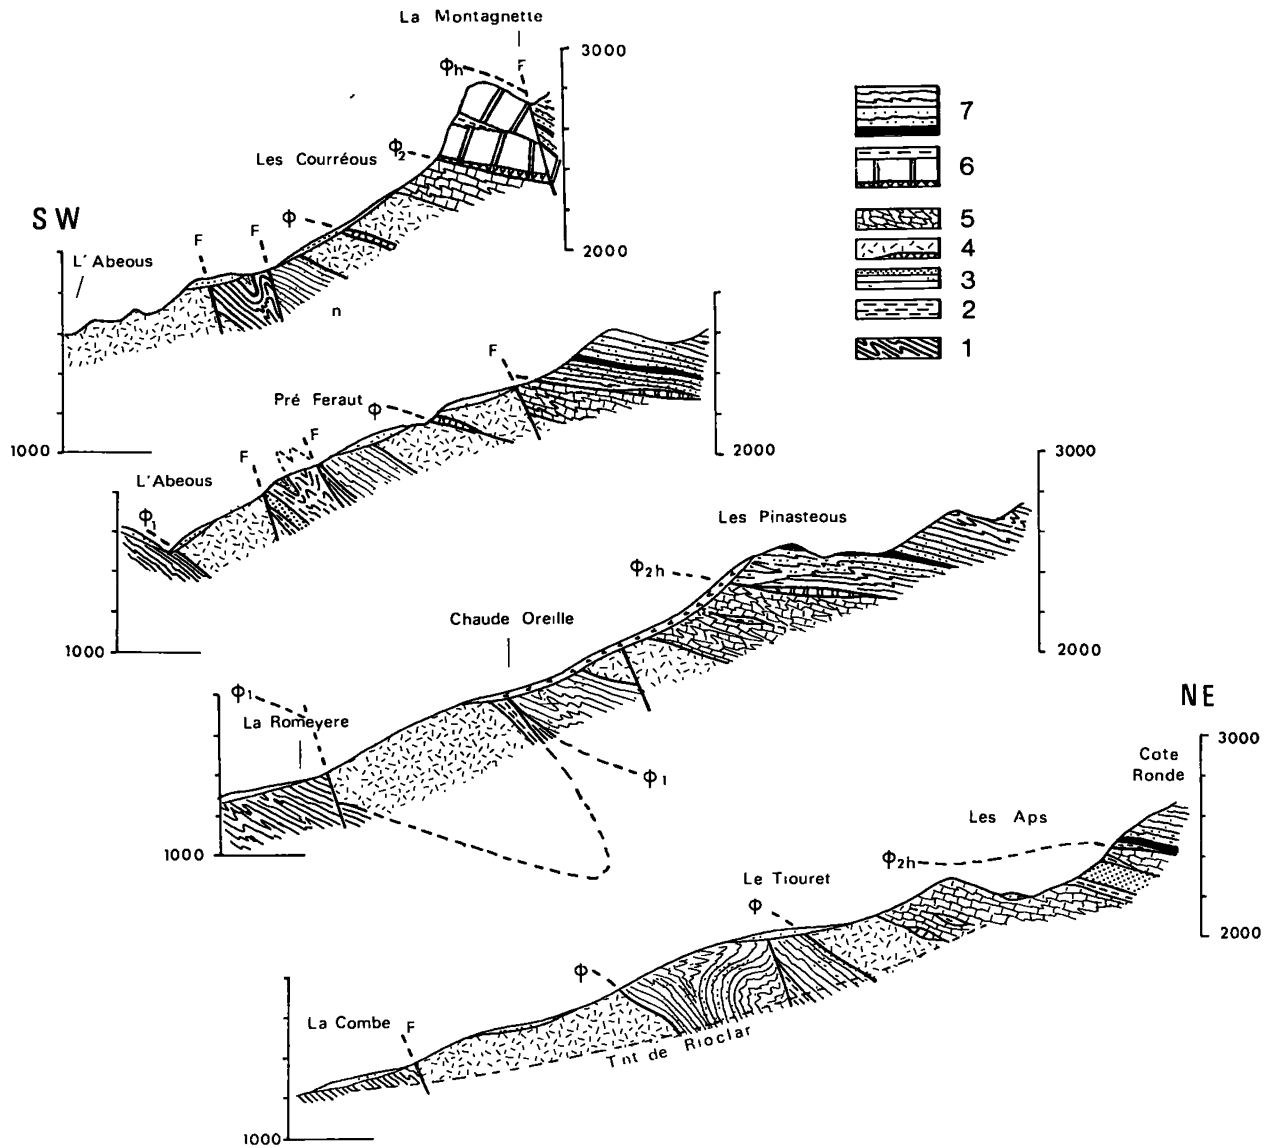 La Montagnette
F
3000
Φh
7
Φ2
Les Courréous
6
SW
Φ
5
F
F
2000
4
L'Abeous
3
n
2
F
1
Pré Feraut
Φ
1000
F
F
2000
3000
L'Abeous
Φ1
Les Pinasteous
Φ2h
Chaude Oreille
1000
2000
Φ1
NE
La Romeyere
3000
Cote
Ronde
Φ1
Les Aps
1000
Φ2h
Le Tiouret
Φ
2000
Φ
La Combe
F
Tnt de Rioclar
1000